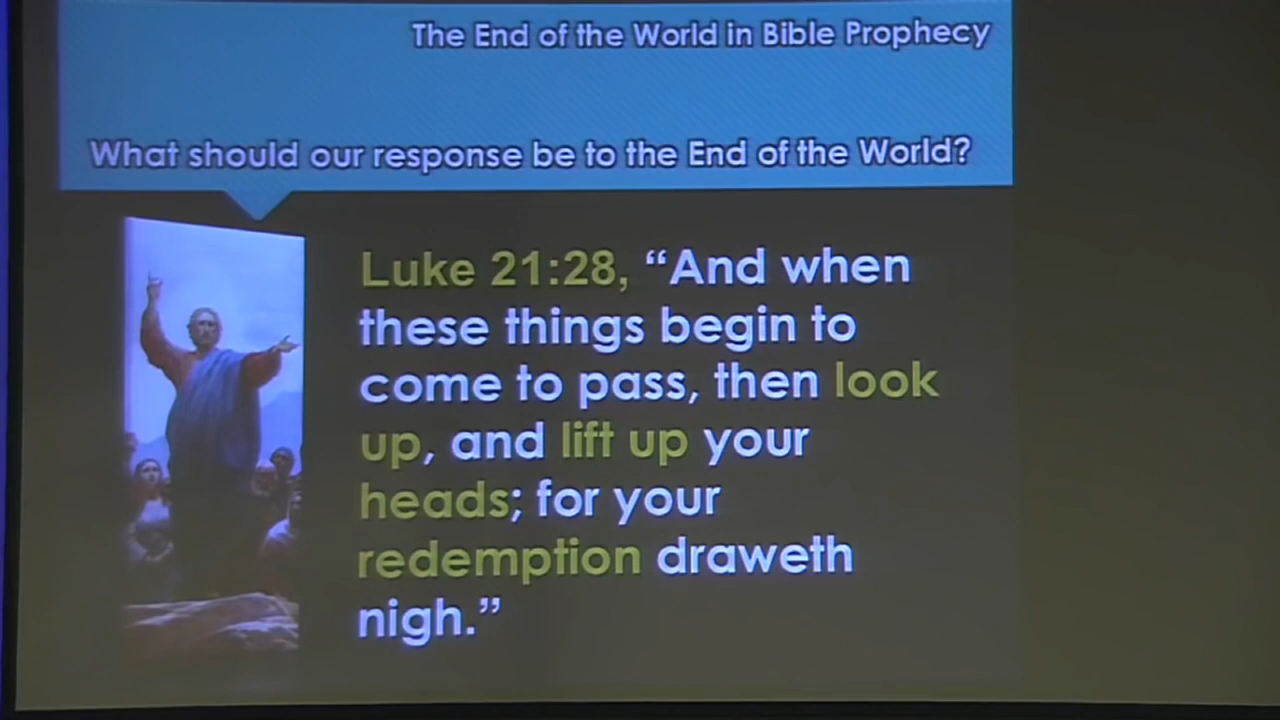 The End of the World in Bible Prophecy
What should our response be to the End of the World?
Luke 21:28, “And when
these things begin to
come to pass, then look
up, and lift up your
heads; for your
redemption draweth
nigh.”